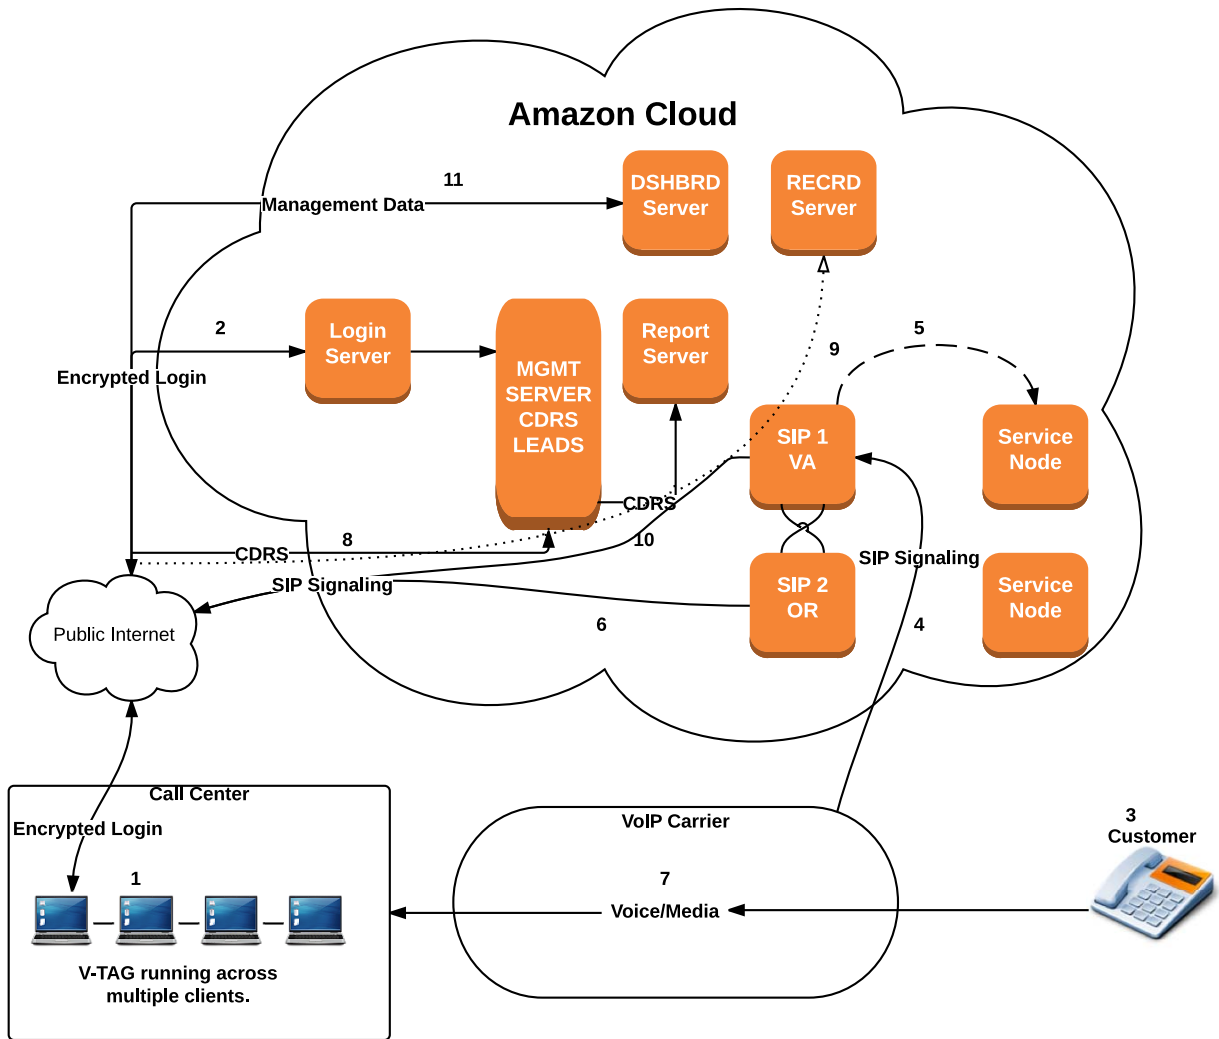 Amazon Cloud
11
Management Data
DSHBRD
Server
RECRD
Server
2
Encrypted Login
Login
Server
MGMT
SERVER
CDRS
LEADS
Report
Server
9
5
SIP 1
VA
Service
Node
CDRS
8
CDRS
10
SIP Signaling
SIP Signaling
SIP 2
OR
Service
Node
6
4
Public Internet
Call Center
Encrypted Login
1
V-TAG running across
multiple clients.
VoIP Carrier
7
Voice/Media
3
Customer